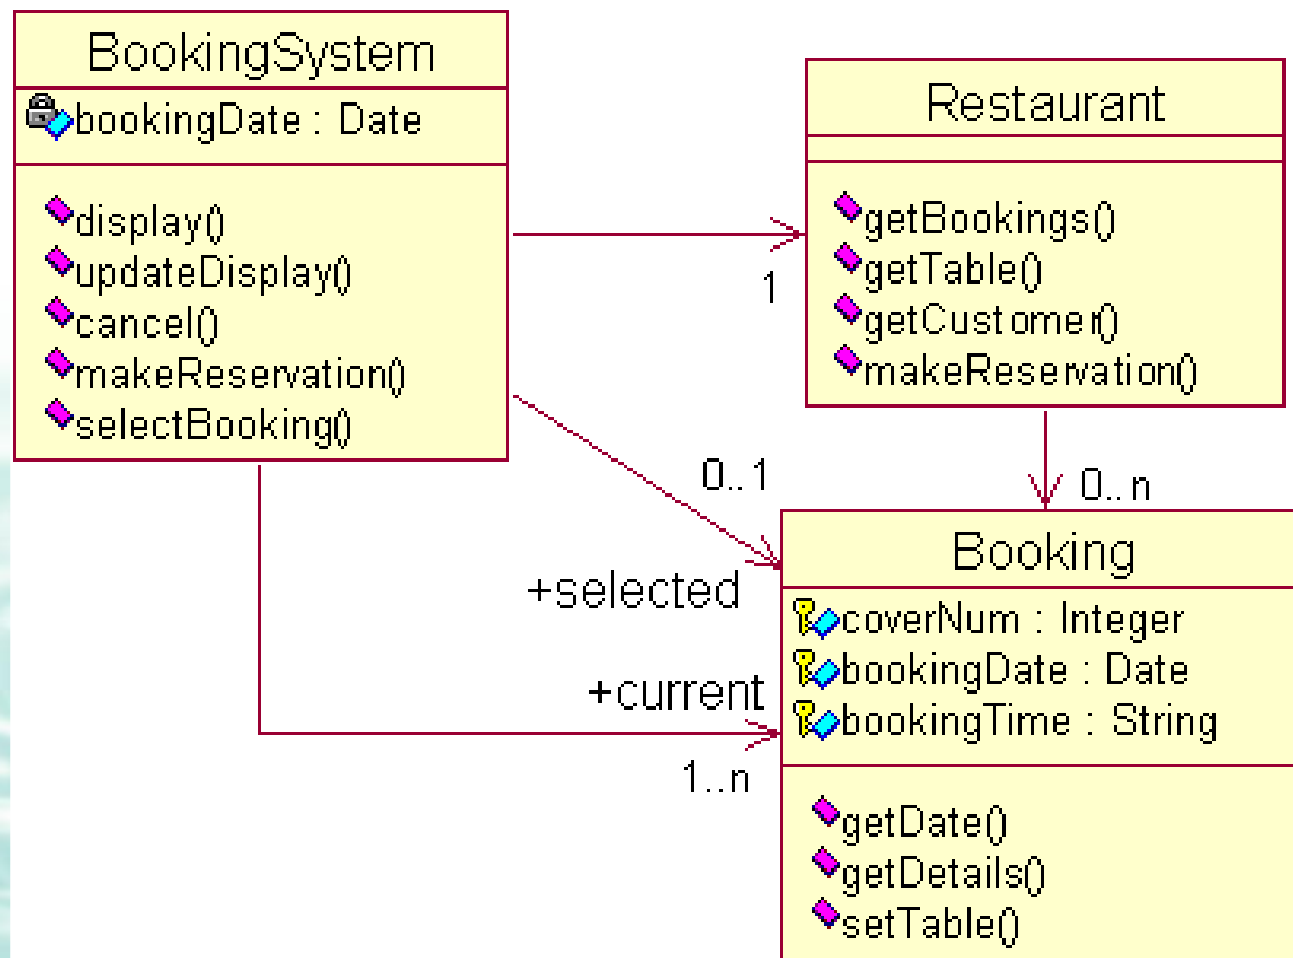 BookingSystem
bookingDate : Date
display()
updateDisplay()
cancel()
makeReservation()
selectBooking()
Restaurant
getBookings()
getTable()
getCustomer()
makeReservation()
1
0..1
+selected
0..n
+current
1..n
Booking
coverNum : Integer
bookingDate : Date
bookingTime : String
getDate()
getDetails()
setTable()